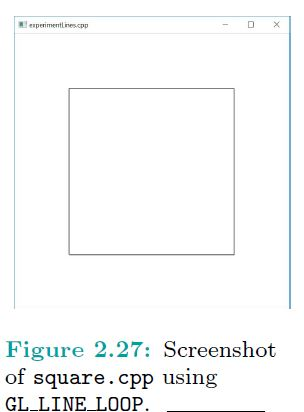 experimentLines.cpp
Figure 2.27: Screenshot
of square.cpp using
GL_LINE_LOOP.